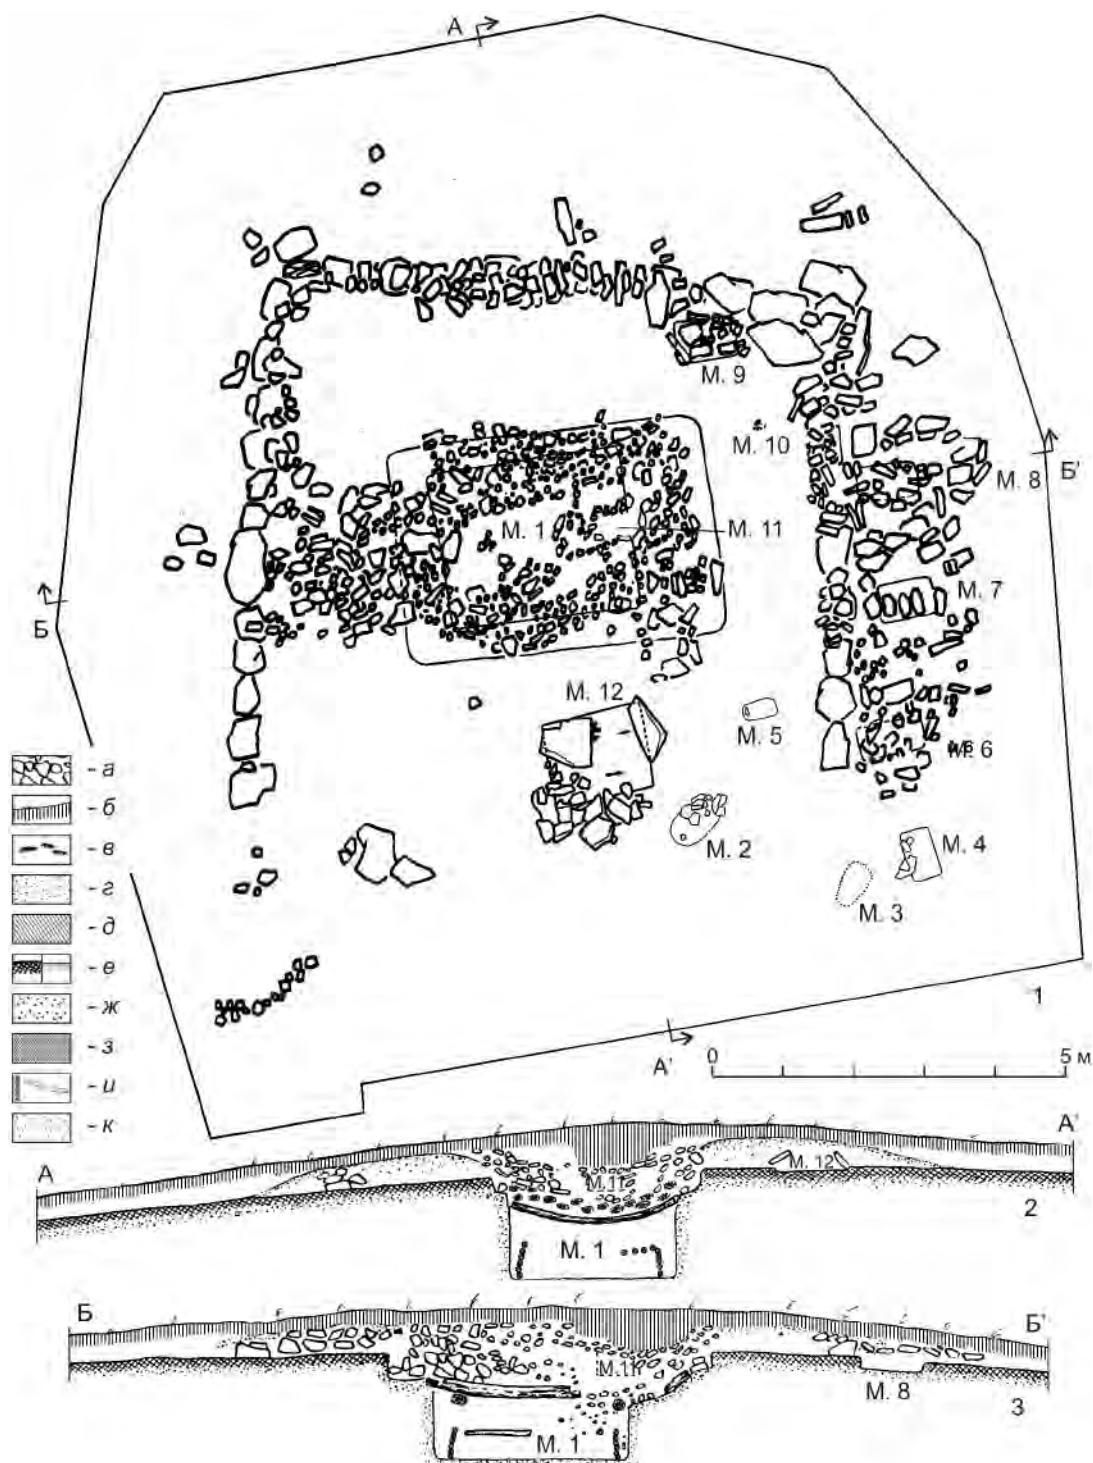 А
М. 9
М. 10
М. 8
Б'
М. 1
М. 11
М. 7
Б
М. 12
М. 5
М. 6
- а
- б
- в
- г
- д
- е
- ж
- з
- и
- к
М. 2
М. 4
М. 3
1
А'
0
5 м
А
А'
М. 11
М. 12
М. 1
2
Б
Б'
М. 11
М. 8
М. 1
3